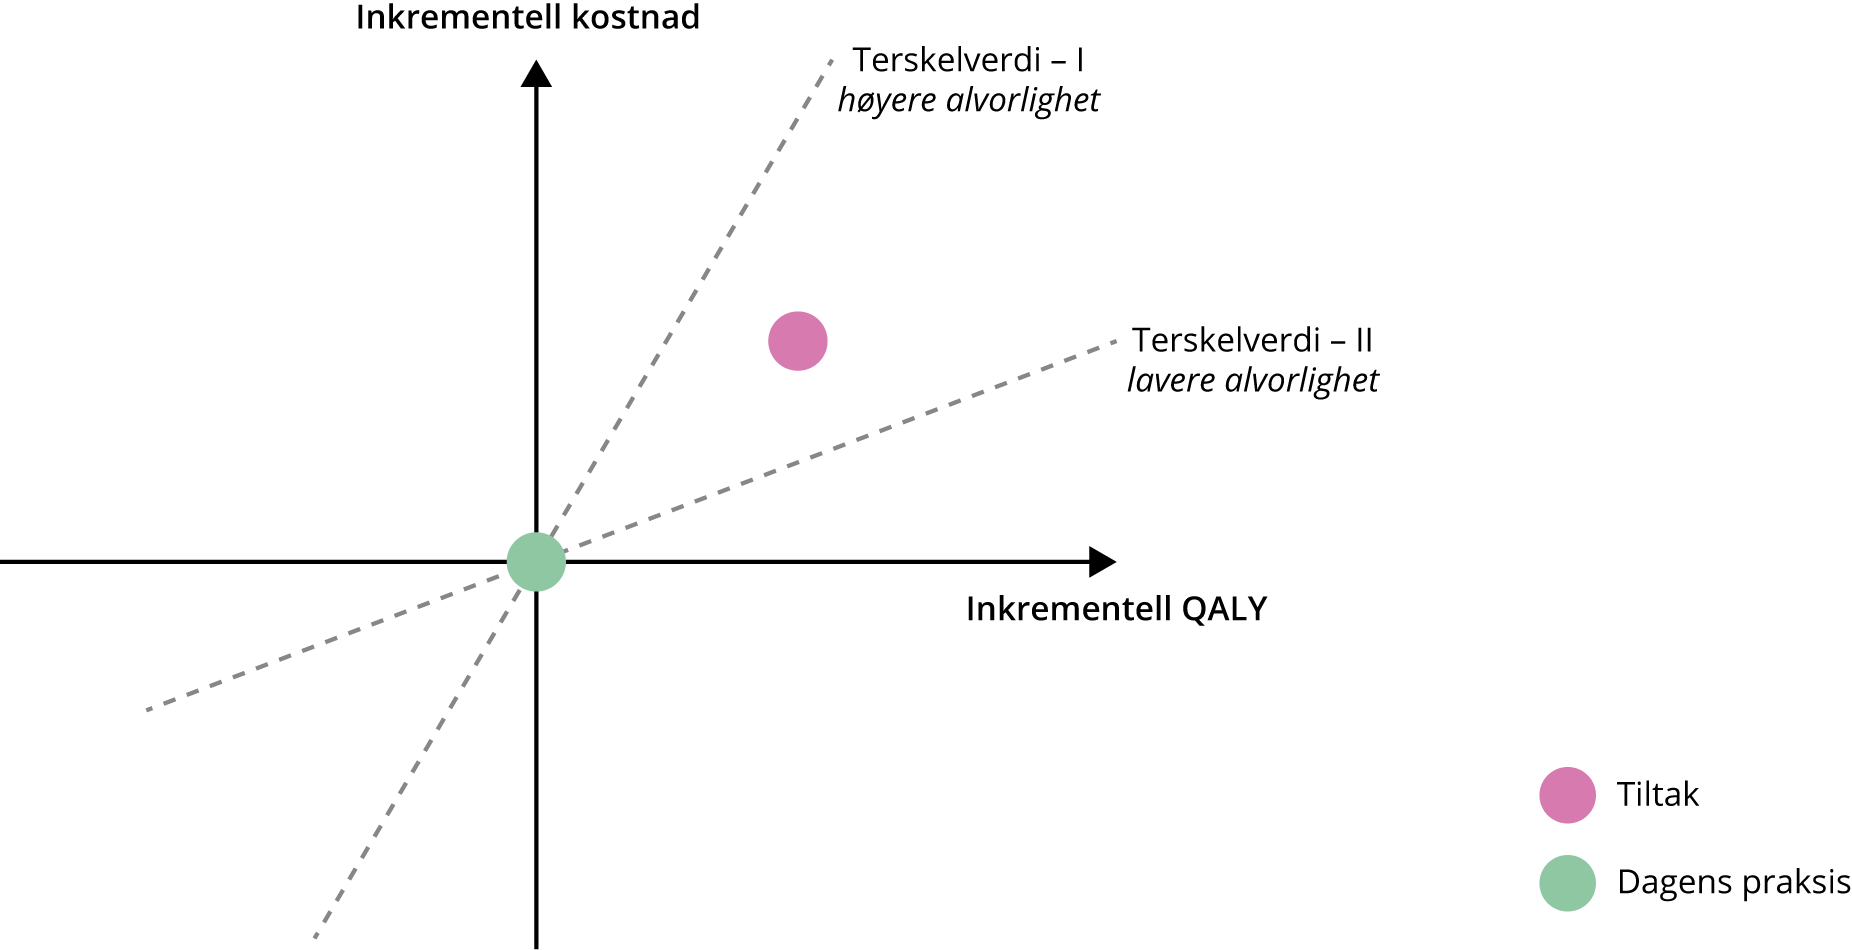 Inkrementell kostnad
Terskelverdi – I
høyere alvorlighet
Terskelverdi – II
lavere alvorlighet
Inkrementell QALY
Tiltak
Dagens praksis